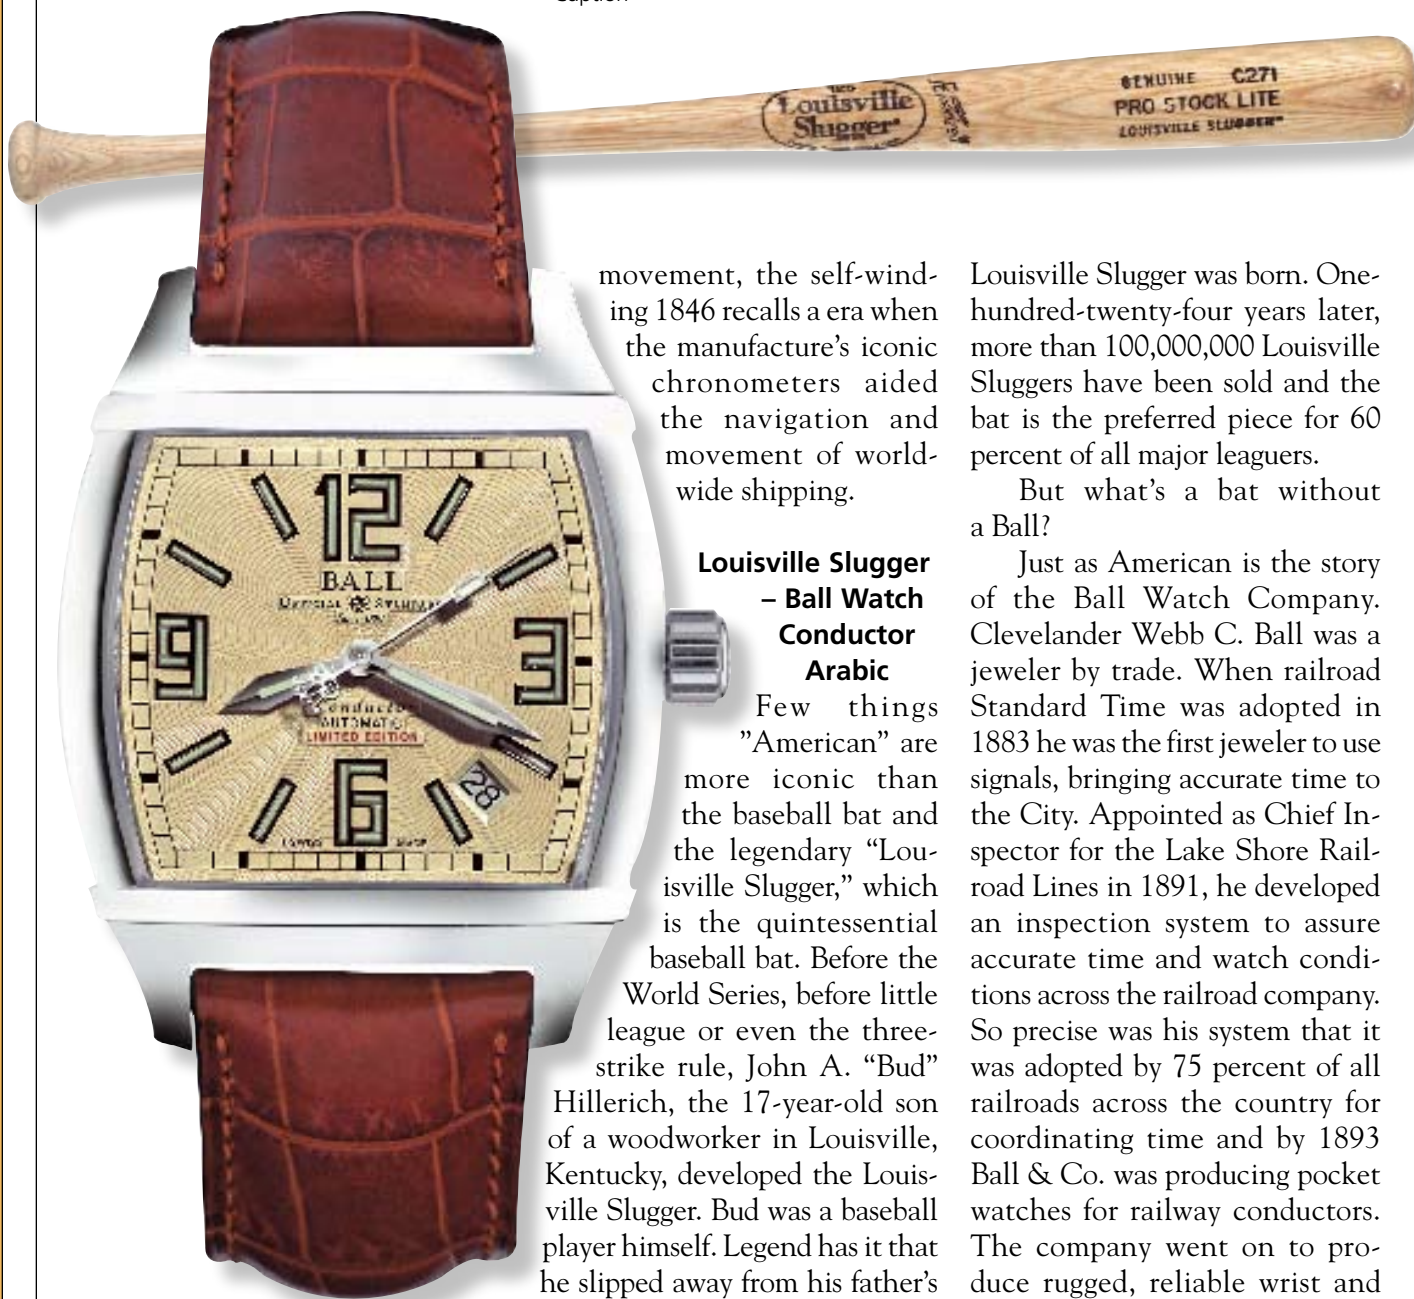 Caption
Louisville
Slugger
GENUINE C271
PRO STOCK LITE
LOUISVILLE SLUGGER
12
BALL
OFFICIAL STANDARD
9
3
Conductor
AUTOMATIC
LIMITED EDITION
28
6
SWISS MADE
movement, the self-wind-
ing 1846 recalls a era when
the manufacture's iconic
chronometers aided
the navigation and
movement of world-
wide shipping.
Louisville Slugger
– Ball Watch
Conductor
Arabic
Few things
"American" are
more iconic than
the baseball bat and
the legendary “Lou-
isville Slugger,” which
is the quintessential
baseball bat. Before the
World Series, before little
league or even the three-
strike rule, John A. “Bud”
Hillerich, the 17-year-old son
of a woodworker in Louisville,
Kentucky, developed the Louis-
ville Slugger. Bud was a baseball
player himself. Legend has it that
he slipped away from his father's
Louisville Slugger was born. One-
hundred-twenty-four years later,
more than 100,000,000 Louisville
Sluggers have been sold and the
bat is the preferred piece for 60
percent of all major leaguers.
But what's a bat without
a Ball?
Just as American is the story
of the Ball Watch Company.
Clevelander Webb C. Ball was a
jeweler by trade. When railroad
Standard Time was adopted in
1883 he was the first jeweler to use
signals, bringing accurate time to
the City. Appointed as Chief In-
spector for the Lake Shore Rail-
road Lines in 1891, he developed
an inspection system to assure
accurate time and watch condi-
tions across the railroad company.
So precise was his system that it
was adopted by 75 percent of all
railroads across the country for
coordinating time and by 1893
Ball & Co. was producing pocket
watches for railway conductors.
The company went on to pro-
duce rugged, reliable wrist and